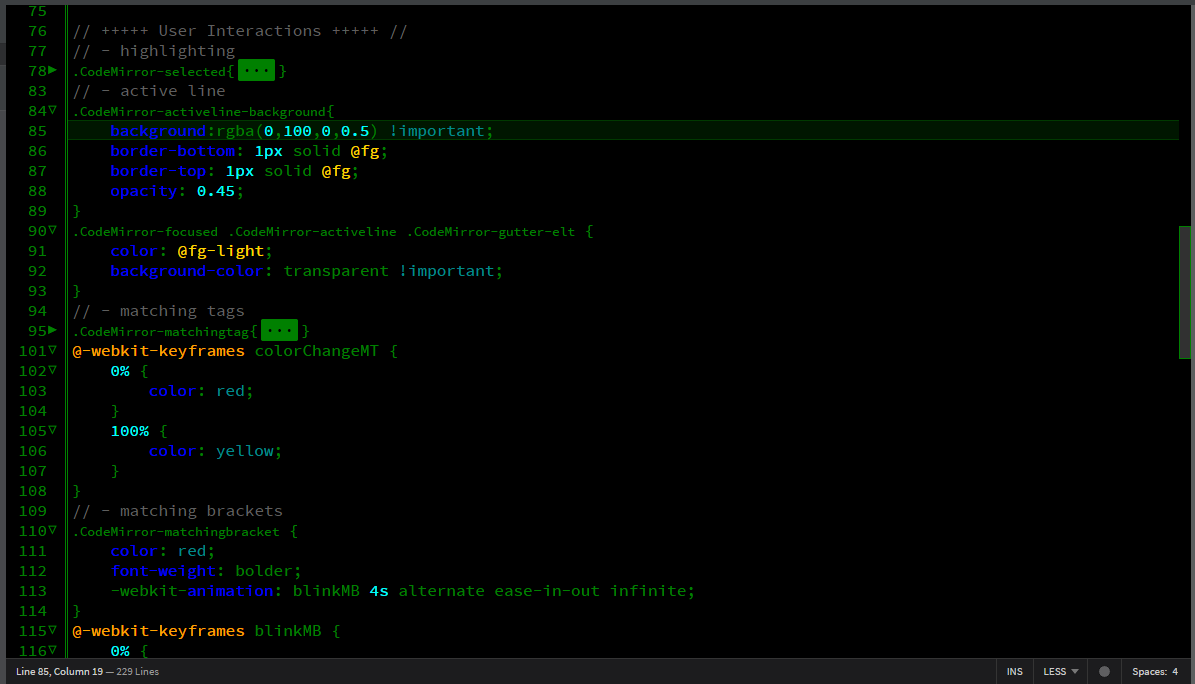 75
76 // +++++ User Interactions +++++ //
77 // - highlighting
78 .CodeMirror-selected{ ... }
83 // - active line
84 .CodeMirror-activeline-background{
85     background:rgba(0,100,0,0.5) !important;
86     border-bottom: 1px solid @fg;
87     border-top: 1px solid @fg;
88     opacity: 0.45;
89 }
90 .CodeMirror-focused .CodeMirror-activeline .CodeMirror-gutter-elt {
91     color: @fg-light;
92     background-color: transparent !important;
93 }
94 // - matching tags
95 .CodeMirror-matchingtag{ ... }
101 @-webkit-keyframes colorChangeMT {
102     0% {
103         color: red;
104     }
105     100% {
106         color: yellow;
107     }
108 }
109 // - matching brackets
110 .CodeMirror-matchingbracket {
111     color: red;
112     font-weight: bolder;
113     -webkit-animation: blinkMB 4s alternate ease-in-out infinite;
114 }
115 @-webkit-keyframes blinkMB {
116     0% {
Line 85, Column 19 — 229 Lines INS LESS Spaces: 4